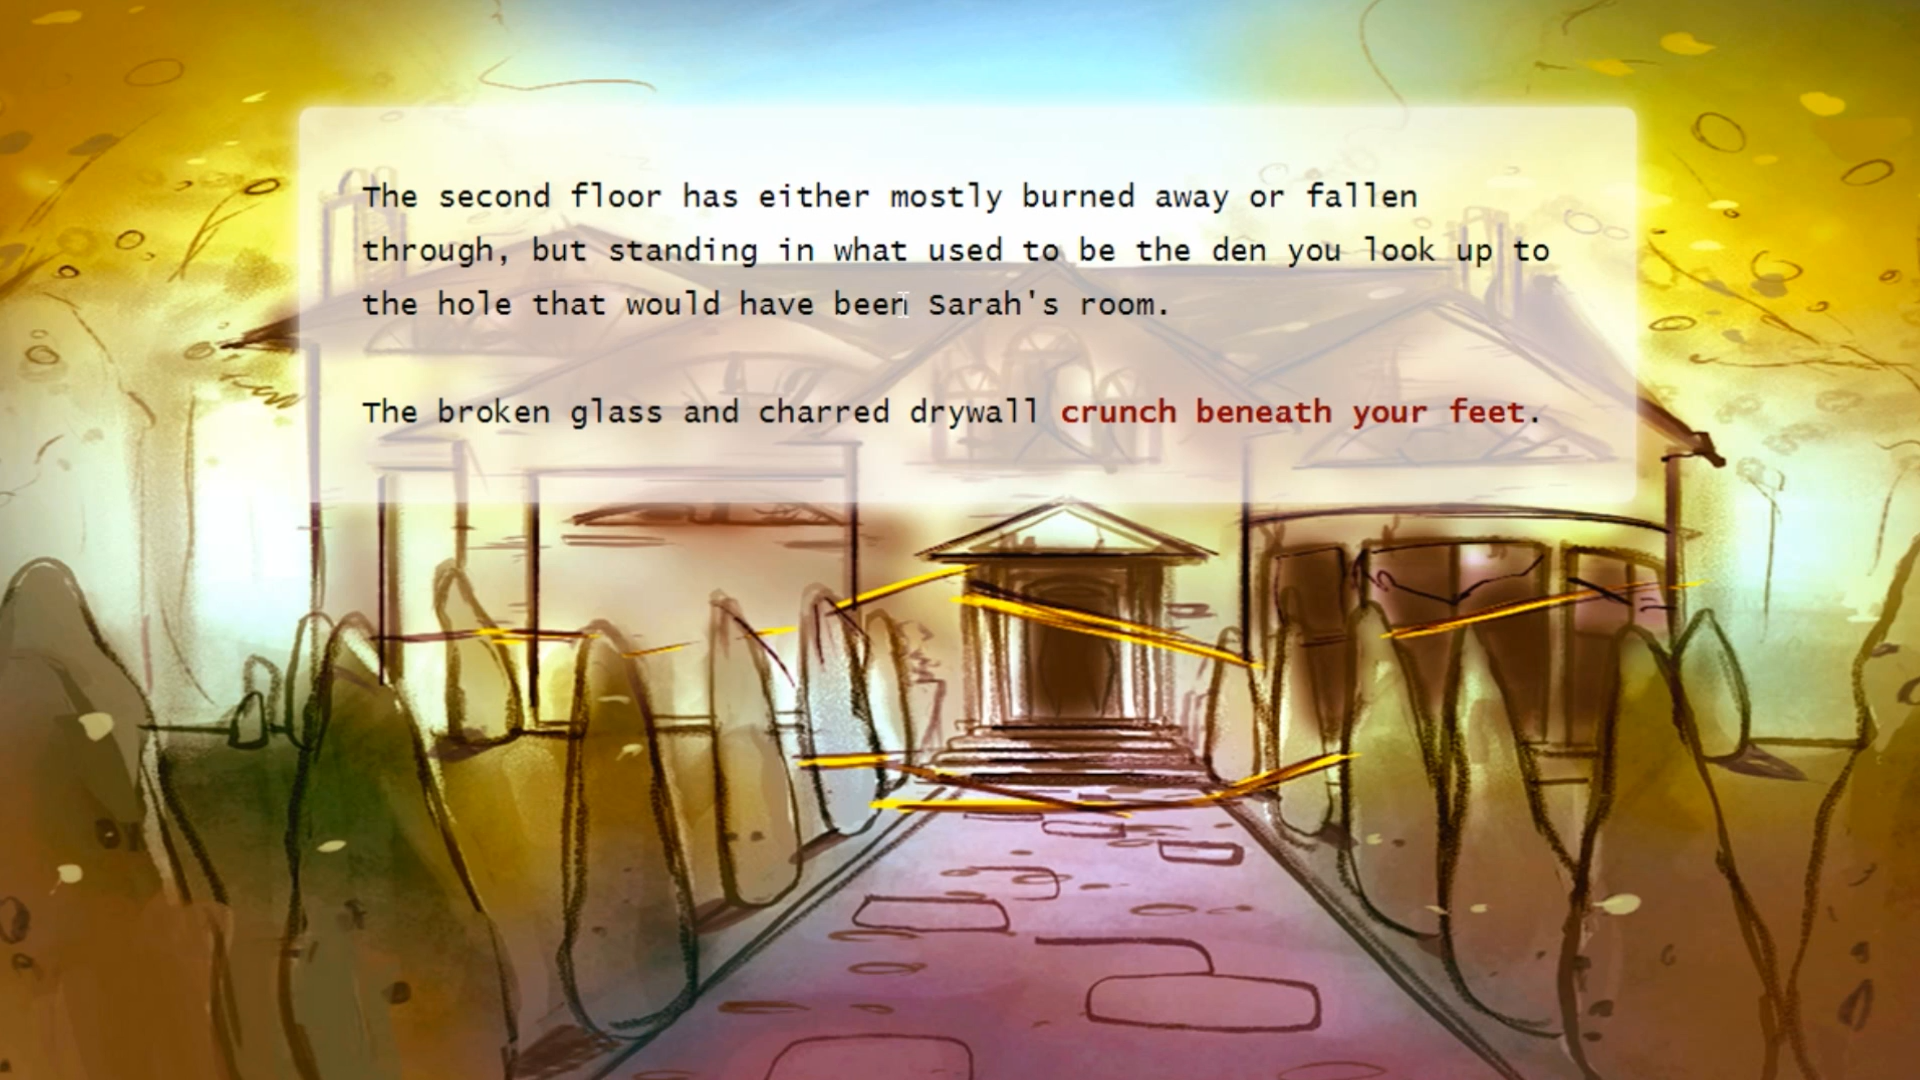 The second floor has either mostly burned away or fallen
through, but standing in what used to be the den you look up to
the hole that would have been Sarah's room.
The broken glass and charred drywall crunch beneath your feet.